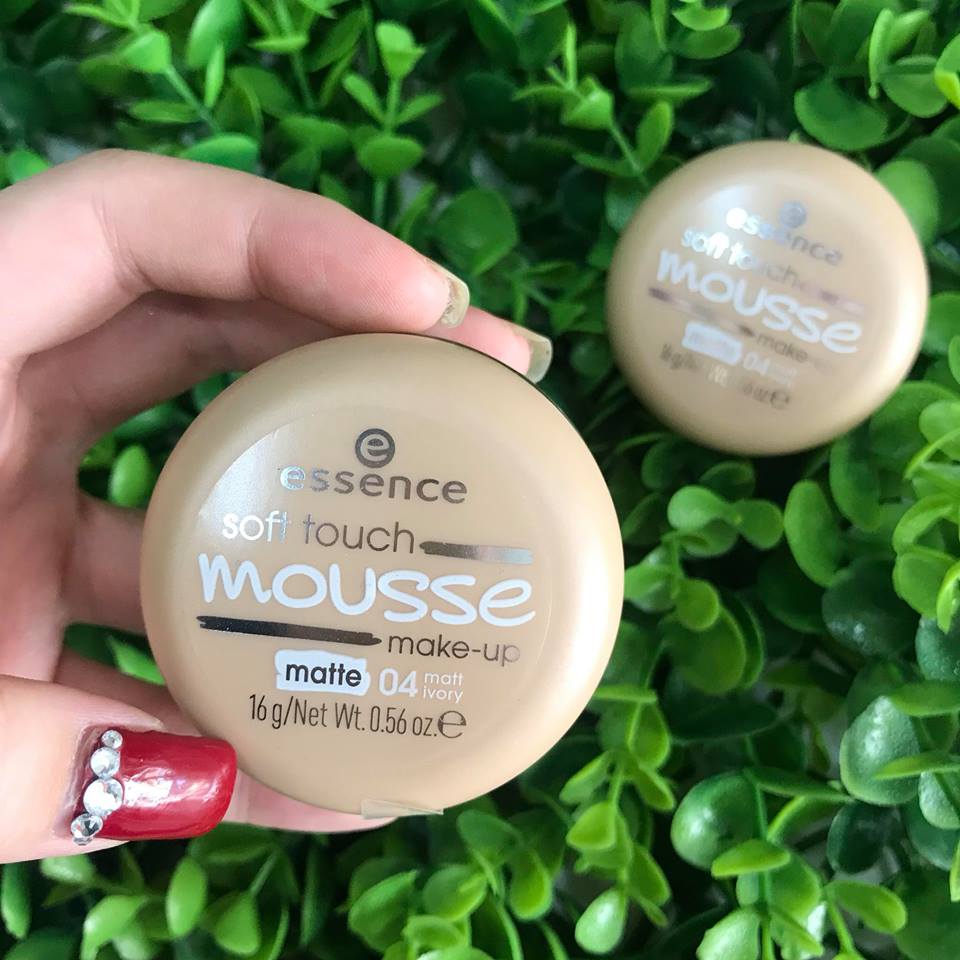 e
essence
soft touch
mousse
make-up
matte 04 matt
ivory
16 g/Net Wt. 0.56 oz. e
essence
soft touch
mousse
make
04